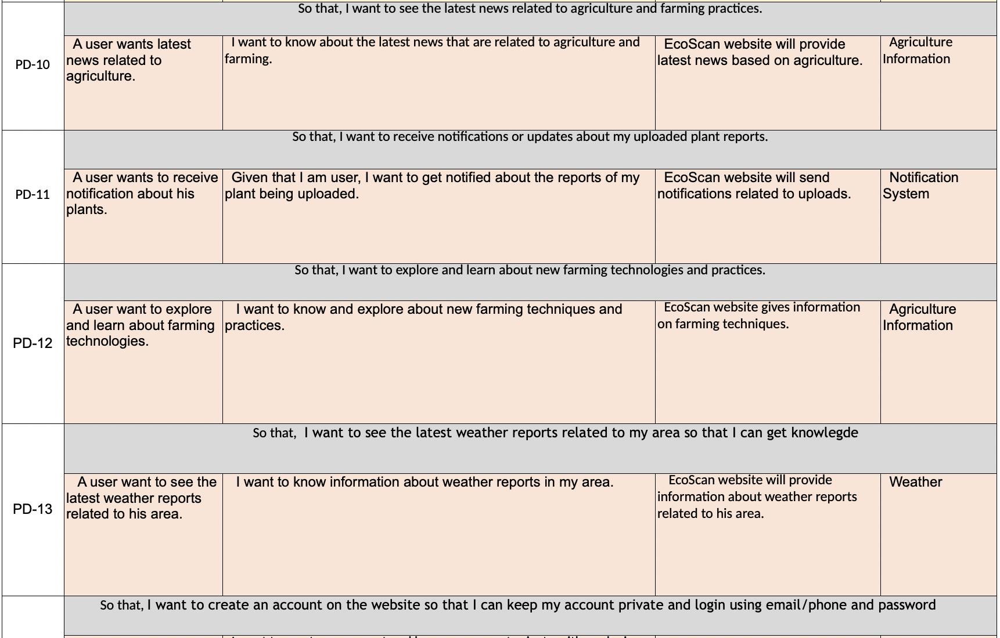 So that, I want to see the latest news related to agriculture and farming practices.
PD-10
A user wants latest
news related to
agriculture.
I want to know about the latest news that are related to agriculture and
farming.
EcoScan website will provide
latest news based on agriculture.
Agriculture
Information
So that, I want to receive notifications or updates about my uploaded plant reports.
PD-11
A user wants to receive
notification about his
plants.
Given that I am user, I want to get notified about the reports of my
plant being uploaded.
EcoScan website will send
notifications related to uploads.
Notification
System
So that, I want to explore and learn about new farming technologies and practices.
PD-12
A user want to explore
and learn about farming
technologies.
I want to know and explore about new farming techniques and
practices.
EcoScan website gives information
on farming techniques.
Agriculture
Information
So that, I want to see the latest weather reports related to my area so that I can get knowlegde
PD-13
A user want to see the
latest weather reports
related to his area.
I want to know information about weather reports in my area.
EcoScan website will provide
information about weather reports
related to his area.
Weather
So that, I want to create an account on the website so that I can keep my account private and login using email/phone and password